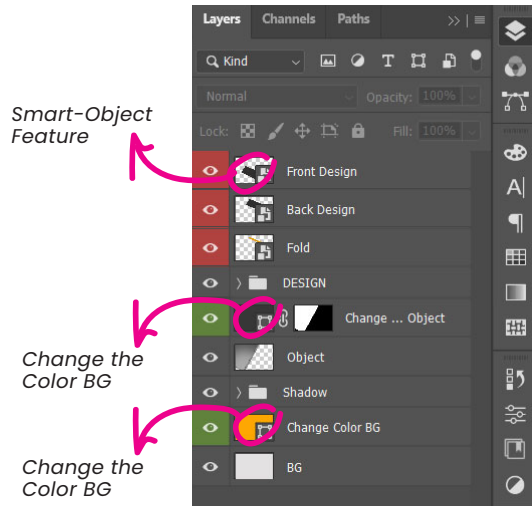 Layers Channels Paths
Kind T
Normal Opacity: 100%
Lock: Fill: 100%
Smart-Object
Feature
Front Design
Back Design
Fold
DESIGN
Change ... Object
Change the
Color BG
Object
Shadow
Change Color BG
Change the
Color BG
BG
A